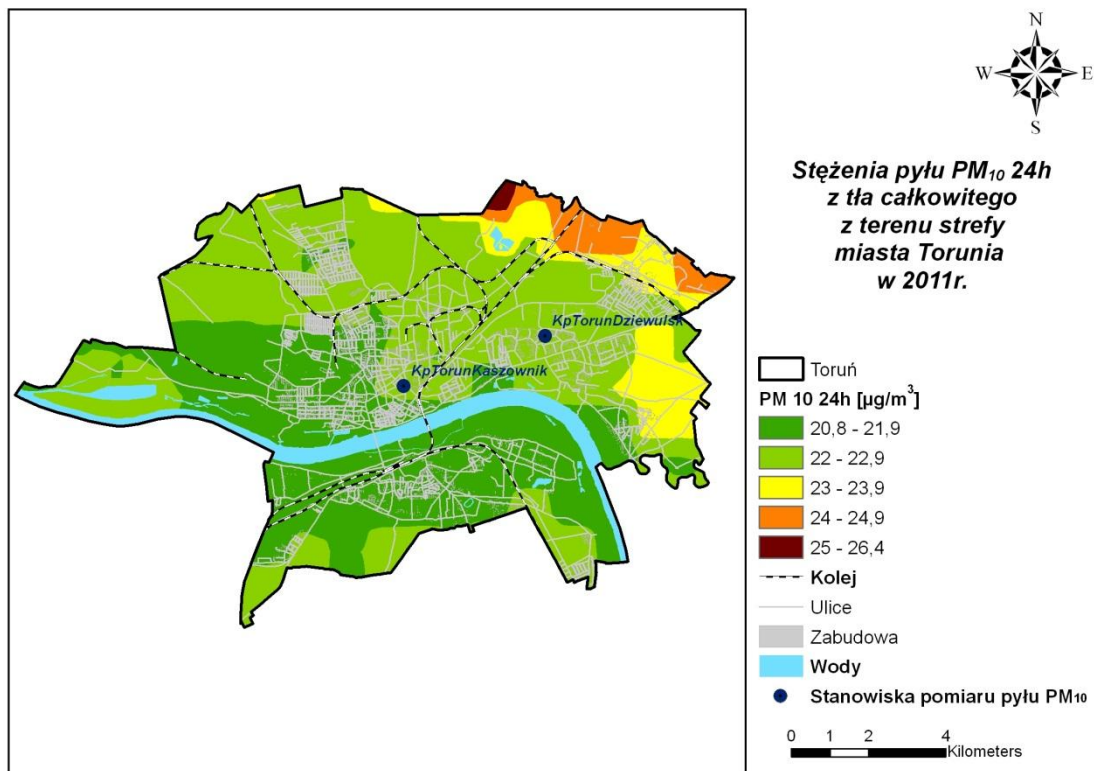 N
W
E
S
Stężenia pyłu PM₁₀ 24h
z tła całkowitego
z terenu strefy
miasta Torunia
w 2011r.
KpTorunDziewulsk
KpTorunKaszownik
Toruń
PM 10 24h [µg/m³]
20,8 - 21,9
22 - 22,9
23 - 23,9
24 - 24,9
25 - 26,4
Kolej
Ulice
Zabudowa
Wody
Stanowiska pomiaru pyłu PM₁₀
0 1 2 4
Kilometers